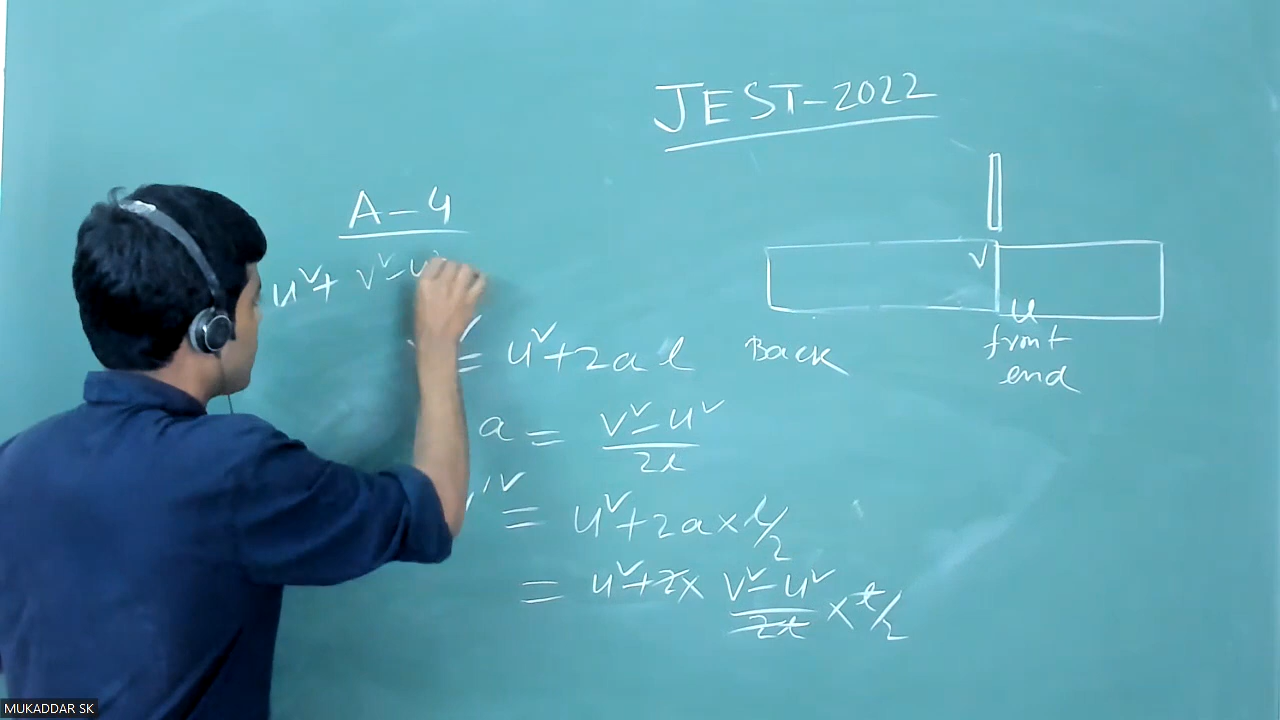 JEST-2022
A-4
u² + v² - u²
= u² + 2al
a = (v² - u²)/2l
v'² = u² + 2a × l/2
= u² + 2 × (v² - u²)/2l × l/2
v
u
Back
front
end
MUKADDAR SK